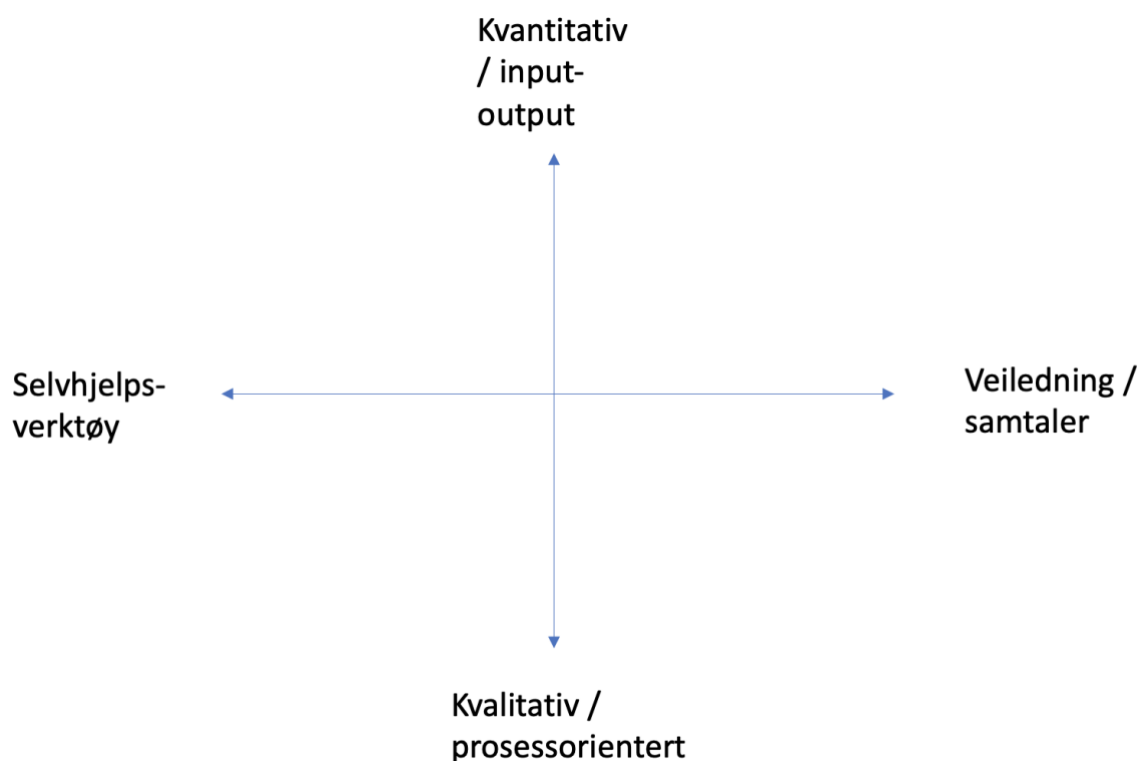 Kvantitativ
/ input-
output
Selvhjelps-
verktøy
Veiledning /
samtaler
Kvalitativ /
prosessorientert